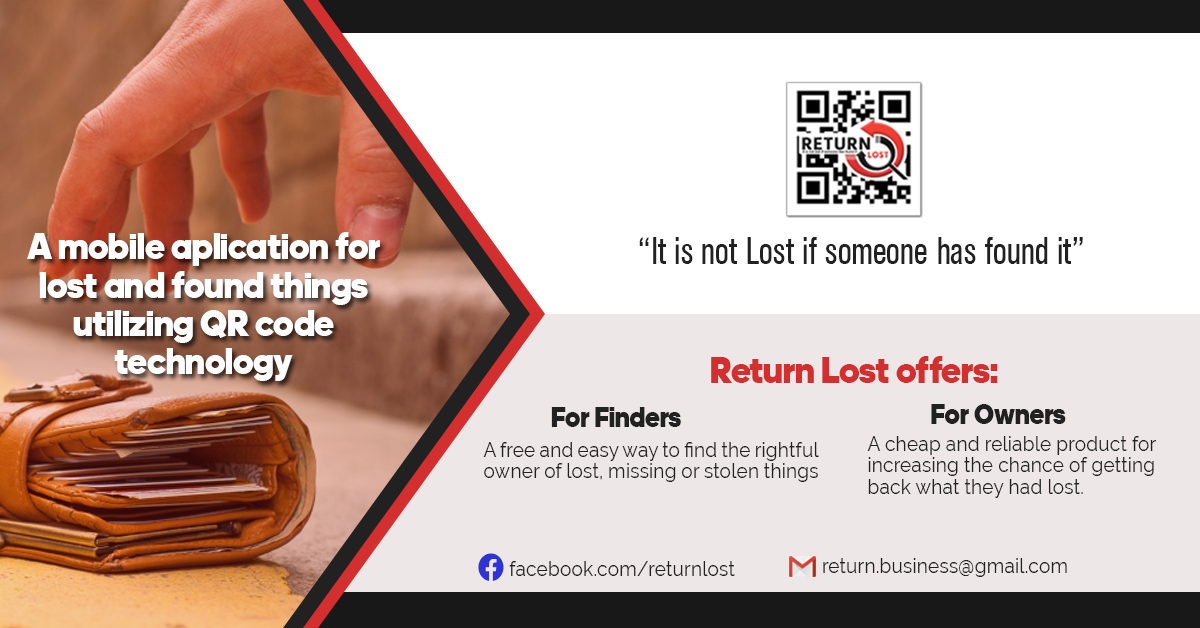 A mobile aplication for
lost and found things
utilizing QR code
technology
RETURN
LOST
“It is not Lost if someone has found it”
Return Lost offers:
For Finders
A free and easy way to find the rightful
owner of lost, missing or stolen things
For Owners
A cheap and reliable product for
increasing the chance of getting
back what they had lost.
facebook.com/returnlost
return.business@gmail.com